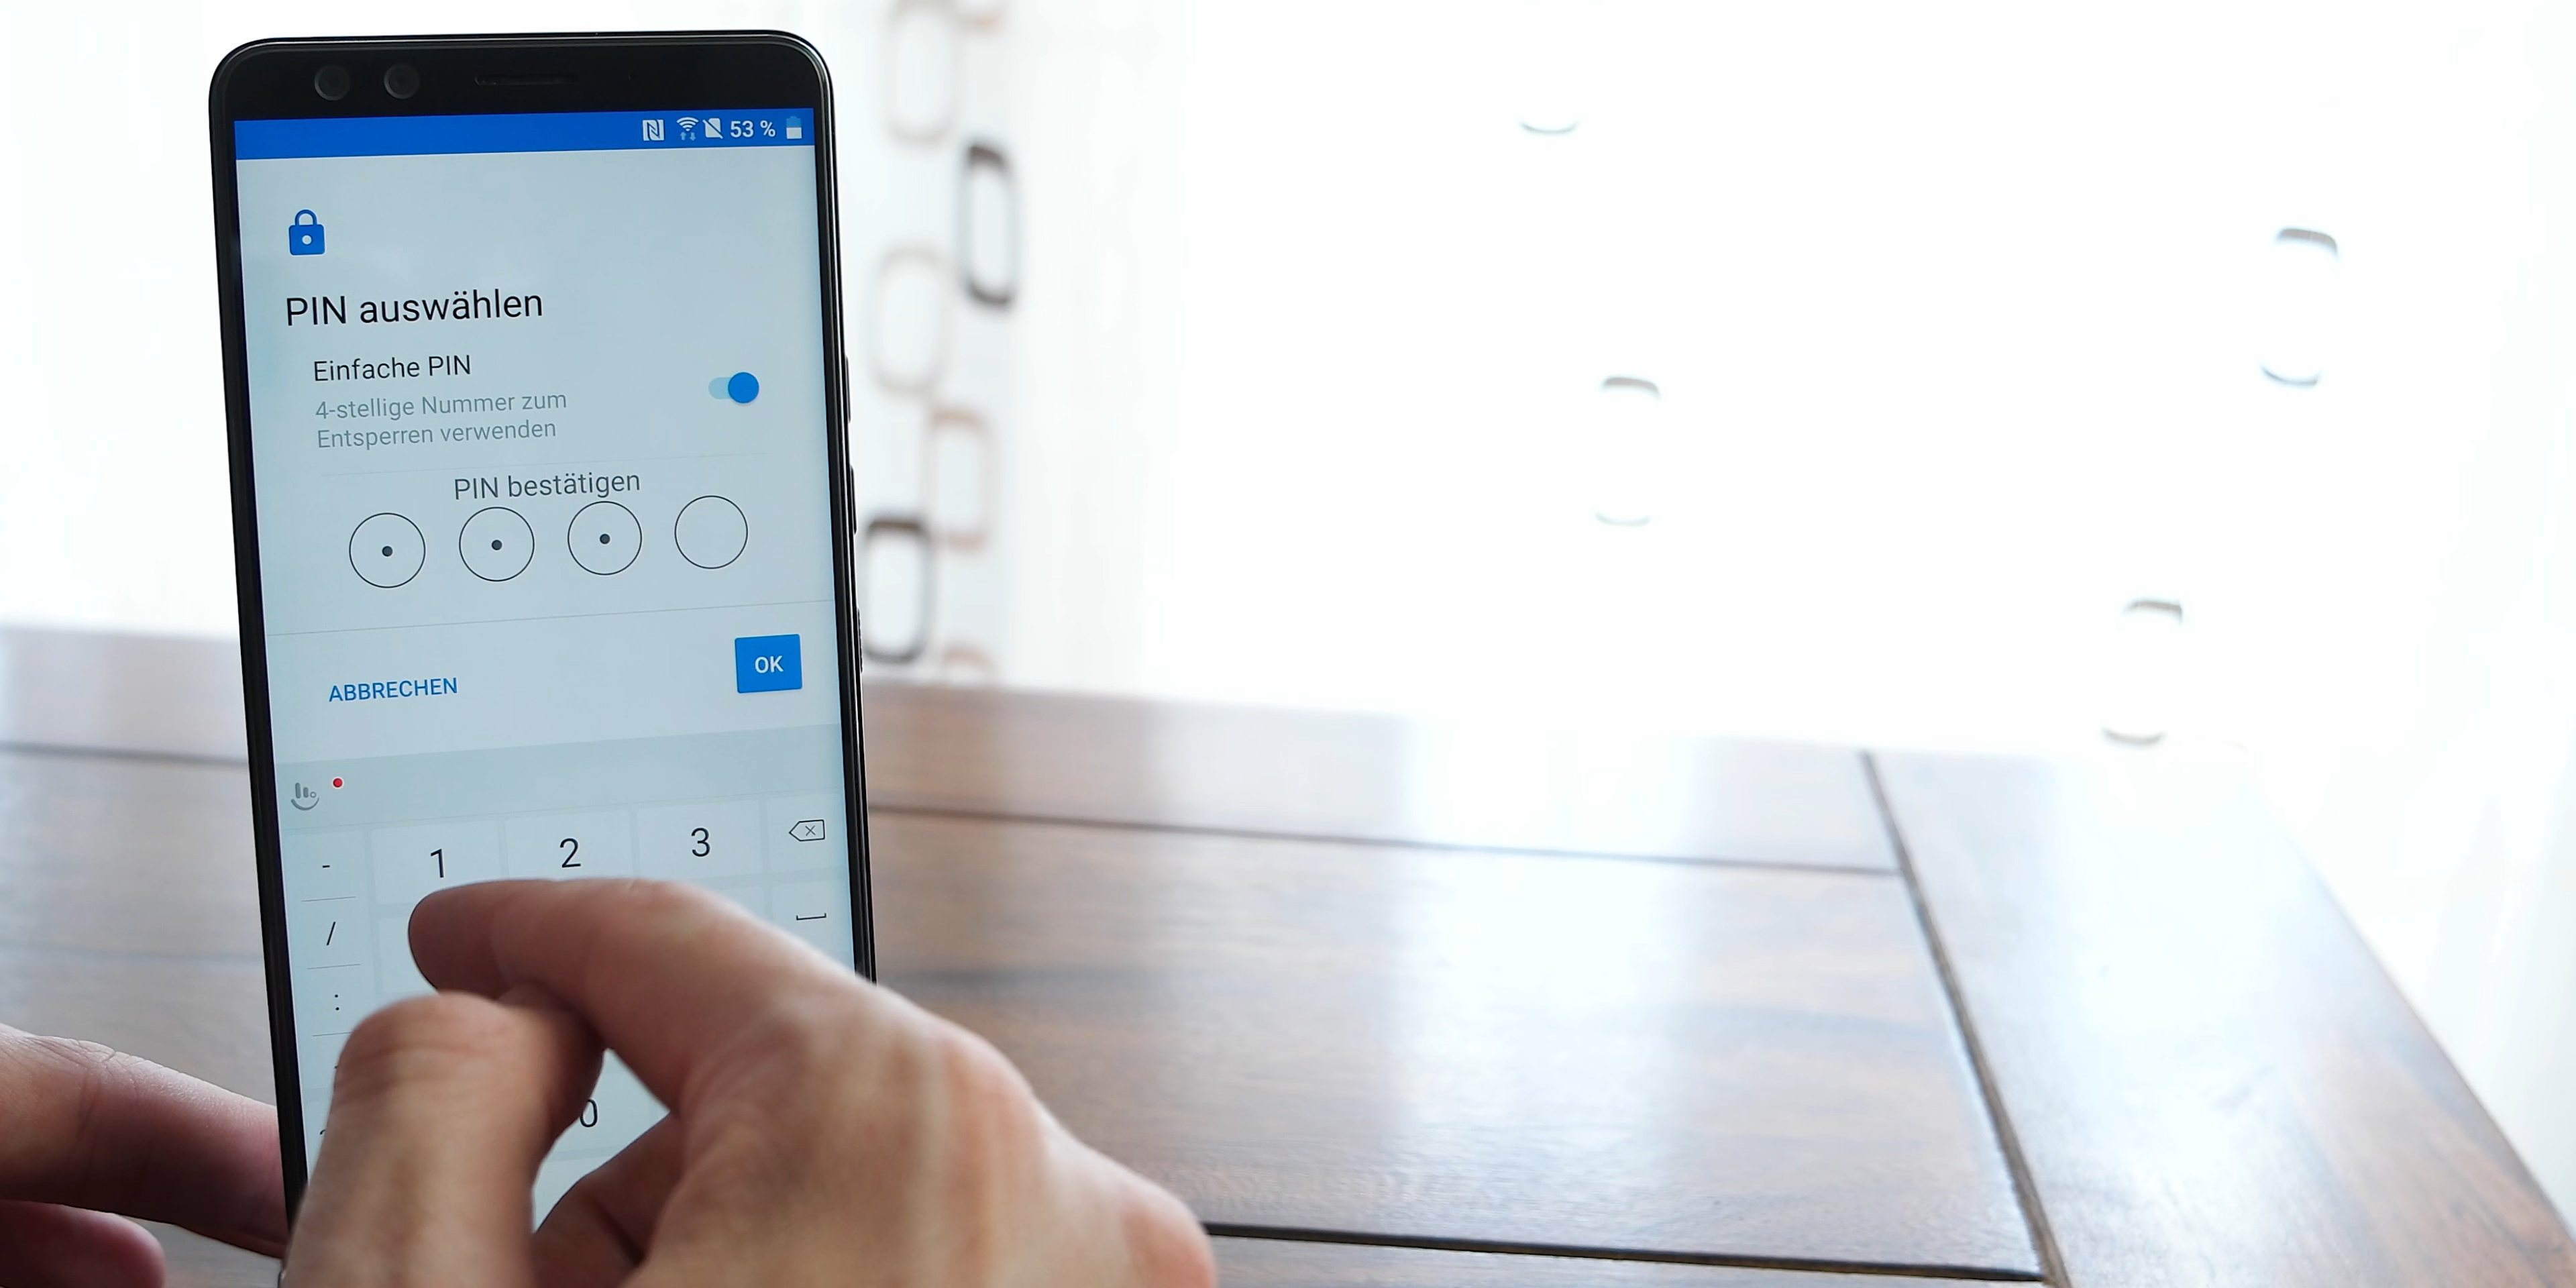 53 %
PIN auswählen
Einfache PIN
4-stellige Nummer zum
Entsperren verwenden
PIN bestätigen
ABBRECHEN
OK
- 1 2 3
/
:
0